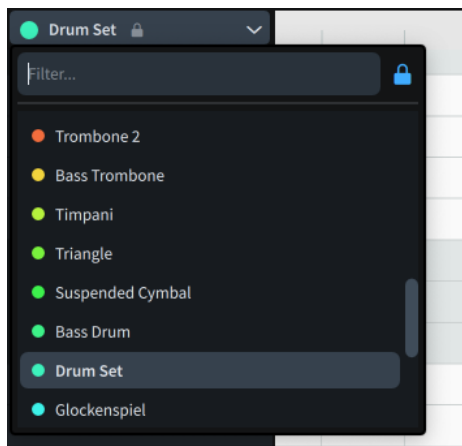 Drum Set
Filter...
Trombone 2
Bass Trombone
Timpani
Triangle
Suspended Cymbal
Bass Drum
Drum Set
Glockenspiel